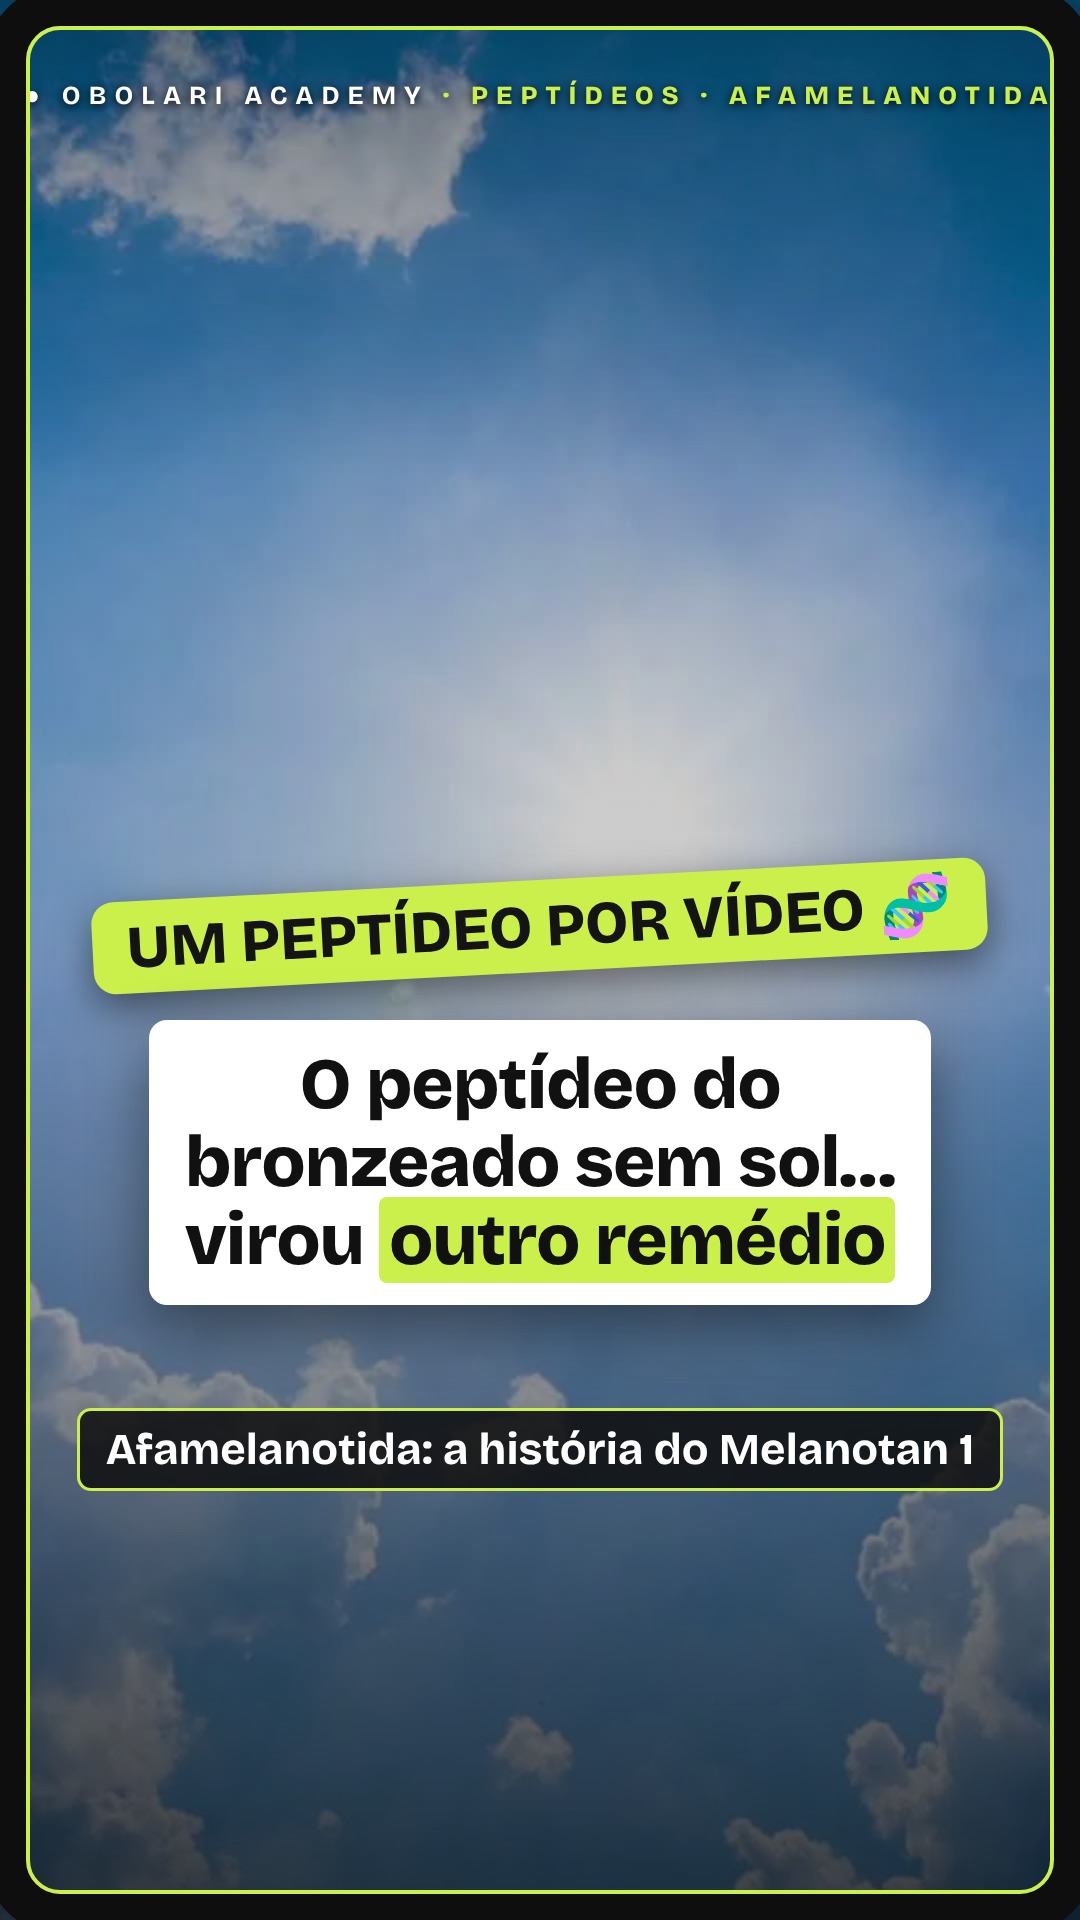 • OBOLARI ACADEMY · PEPTÍDEOS · AFAMELANOTIDA
UM PEPTÍDEO POR VÍDEO 🧬
O peptídeo do
bronzeado sem sol...
virou outro remédio
Afamelanotida: a história do Melanotan 1